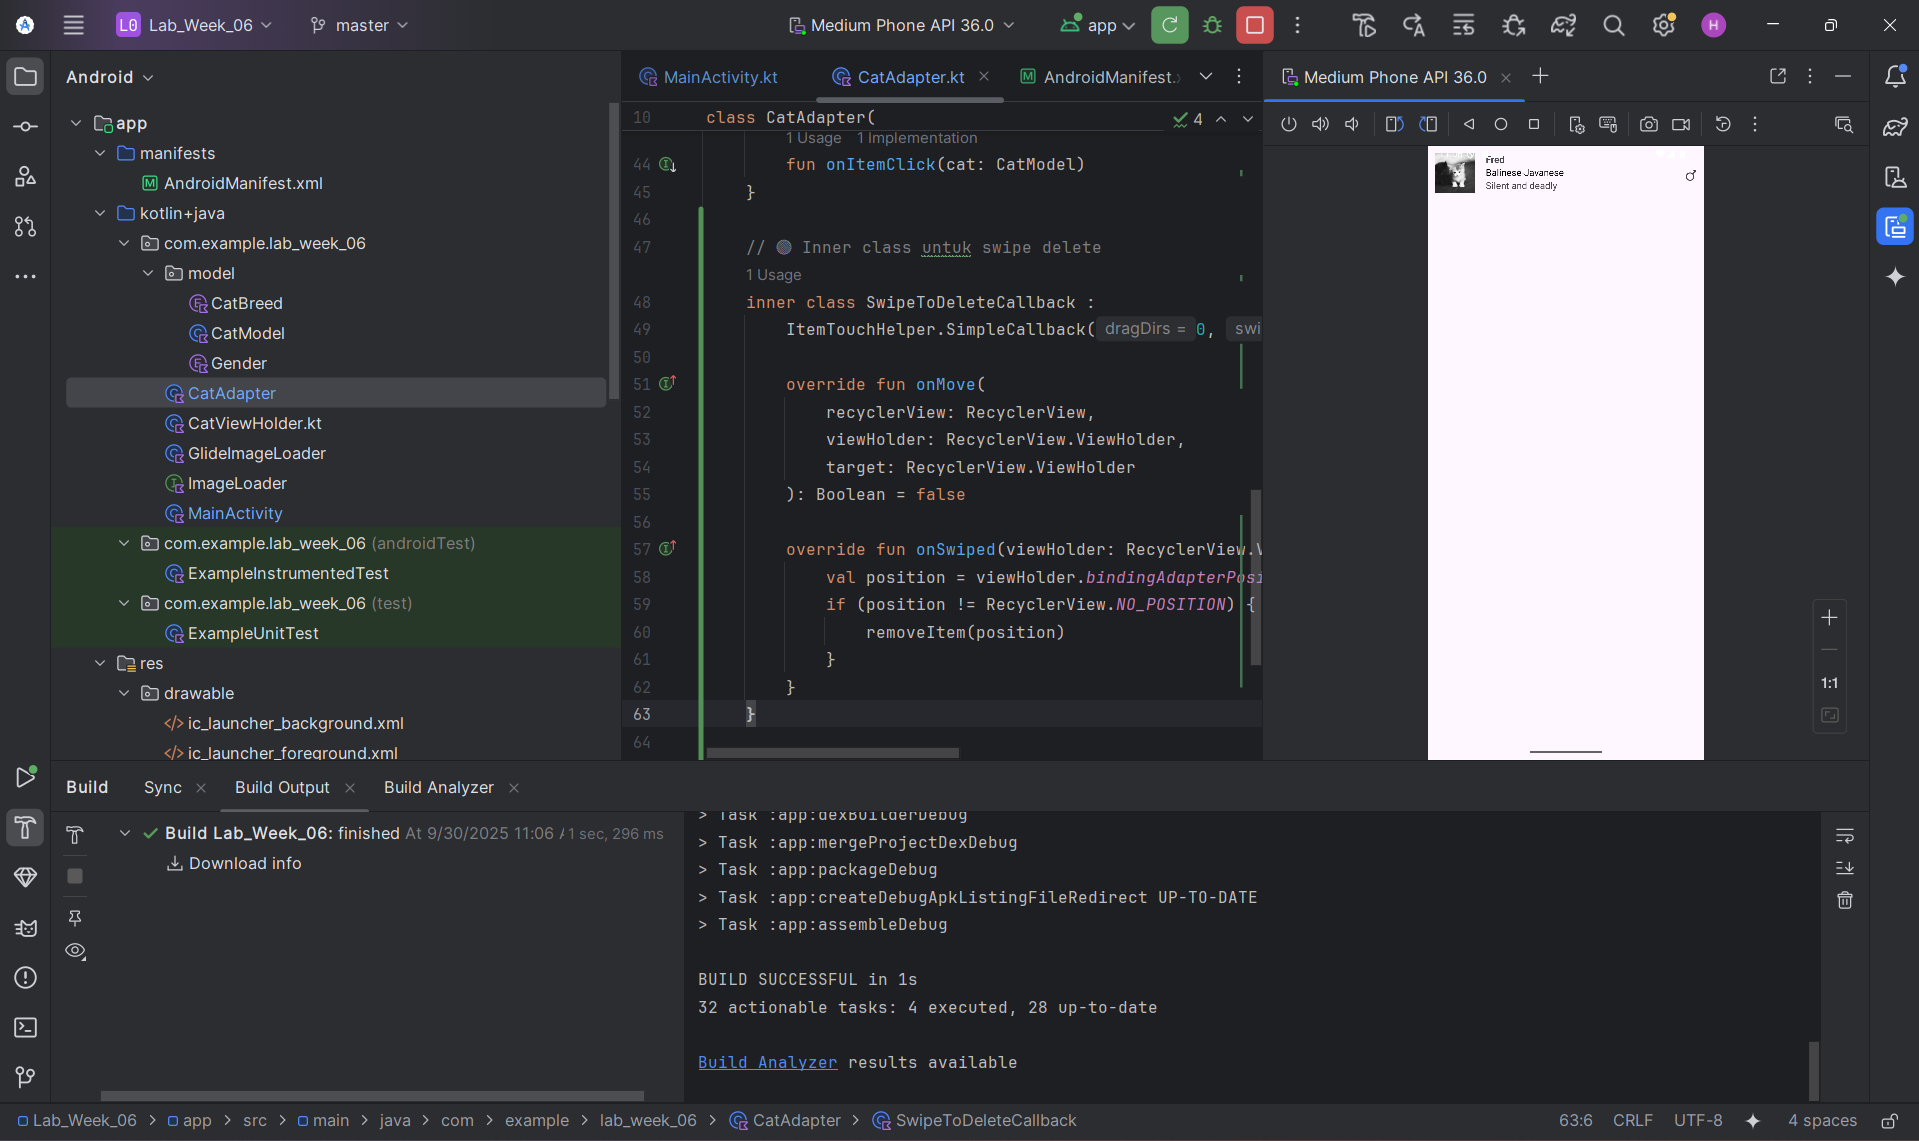 L0 Lab_Week_06 master Medium Phone API 36.0 app H
Android
app
manifests
AndroidManifest.xml
kotlin+java
com.example.lab_week_06
model
CatBreed
CatModel
Gender
CatAdapter
CatViewHolder.kt
GlideImageLoader
ImageLoader
MainActivity
com.example.lab_week_06 (androidTest)
ExampleInstrumentedTest
com.example.lab_week_06 (test)
ExampleUnitTest
res
drawable
ic_launcher_background.xml
ic_launcher_foreground.xml
MainActivity.kt CatAdapter.kt AndroidManifest.
10 class CatAdapter( 4
1 Usage 1 Implementation
44 fun onItemClick(cat: CatModel)
45 }
46
47 // Inner class untuk swipe delete
1 Usage
48 inner class SwipeToDeleteCallback :
49 ItemTouchHelper.SimpleCallback( dragDirs = 0, swi
50
51 override fun onMove(
52 recyclerView: RecyclerView,
53 viewHolder: RecyclerView.ViewHolder,
54 target: RecyclerView.ViewHolder
55 ): Boolean = false
56
57 override fun onSwiped(viewHolder: RecyclerView.V
58 val position = viewHolder.bindingAdapterPosi
59 if (position != RecyclerView.NO_POSITION) {
60 removeItem(position)
61 }
62 }
63 }
64
Medium Phone API 36.0
Fred
Balinese Javanese
Silent and deadly
♂
1:1
Build Sync Build Output Build Analyzer
Build Lab_Week_06: finished At 9/30/2025 11:06 A 1 sec, 296 ms
Download info
> Task :app:dexBuilderDebug
> Task :app:mergeProjectDexDebug
> Task :app:packageDebug
> Task :app:createDebugApkListingFileRedirect UP-TO-DATE
> Task :app:assembleDebug
BUILD SUCCESSFUL in 1s
32 actionable tasks: 4 executed, 28 up-to-date
Build Analyzer results available
Lab_Week_06 > app > src > main > java > com > example > lab_week_06 > CatAdapter > SwipeToDeleteCallback 63:6 CRLF UTF-8 4 spaces